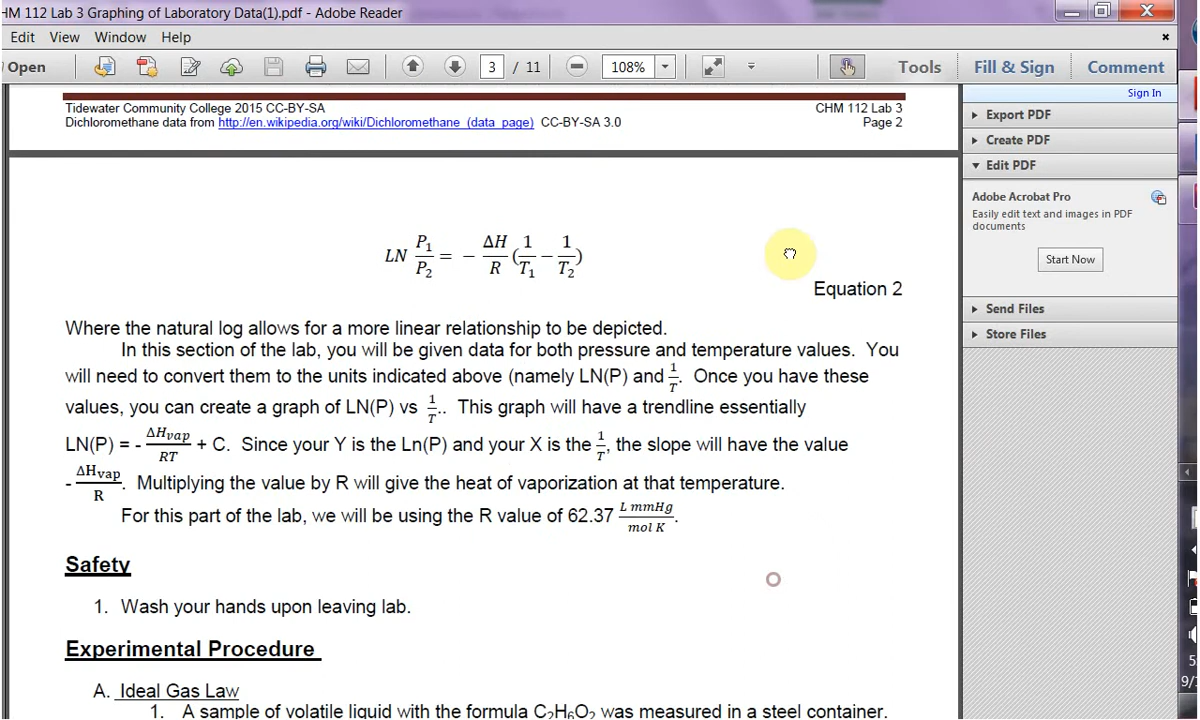 HM 112 Lab 3 Graphing of Laboratory Data(1).pdf - Adobe Reader
Edit View Window Help
Open 3 / 11 108% Tools Fill & Sign Comment
Sign In
Tidewater Community College 2015 CC-BY-SA CHM 112 Lab 3
Dichloromethane data from http://en.wikipedia.org/wiki/Dichloromethane_(data_page) CC-BY-SA 3.0 Page 2
LN P₁/P₂ = − ΔH/R (1/T₁ − 1/T₂)
Equation 2
Where the natural log allows for a more linear relationship to be depicted.
In this section of the lab, you will be given data for both pressure and temperature values. You
will need to convert them to the units indicated above (namely LN(P) and 1/T. Once you have these
values, you can create a graph of LN(P) vs 1/T.. This graph will have a trendline essentially
LN(P) = - ΔHvap/RT + C. Since your Y is the Ln(P) and your X is the 1/T, the slope will have the value
- ΔHvap/R. Multiplying the value by R will give the heat of vaporization at that temperature.
For this part of the lab, we will be using the R value of 62.37 L mmHg/mol K.
Safety
1. Wash your hands upon leaving lab.
Experimental Procedure
A. Ideal Gas Law
1. A sample of volatile liquid with the formula C₂H₆O₂ was measured in a steel container.
Export PDF
Create PDF
Edit PDF
Adobe Acrobat Pro
Easily edit text and images in PDF
documents
Start Now
Send Files
Store Files
5
9/